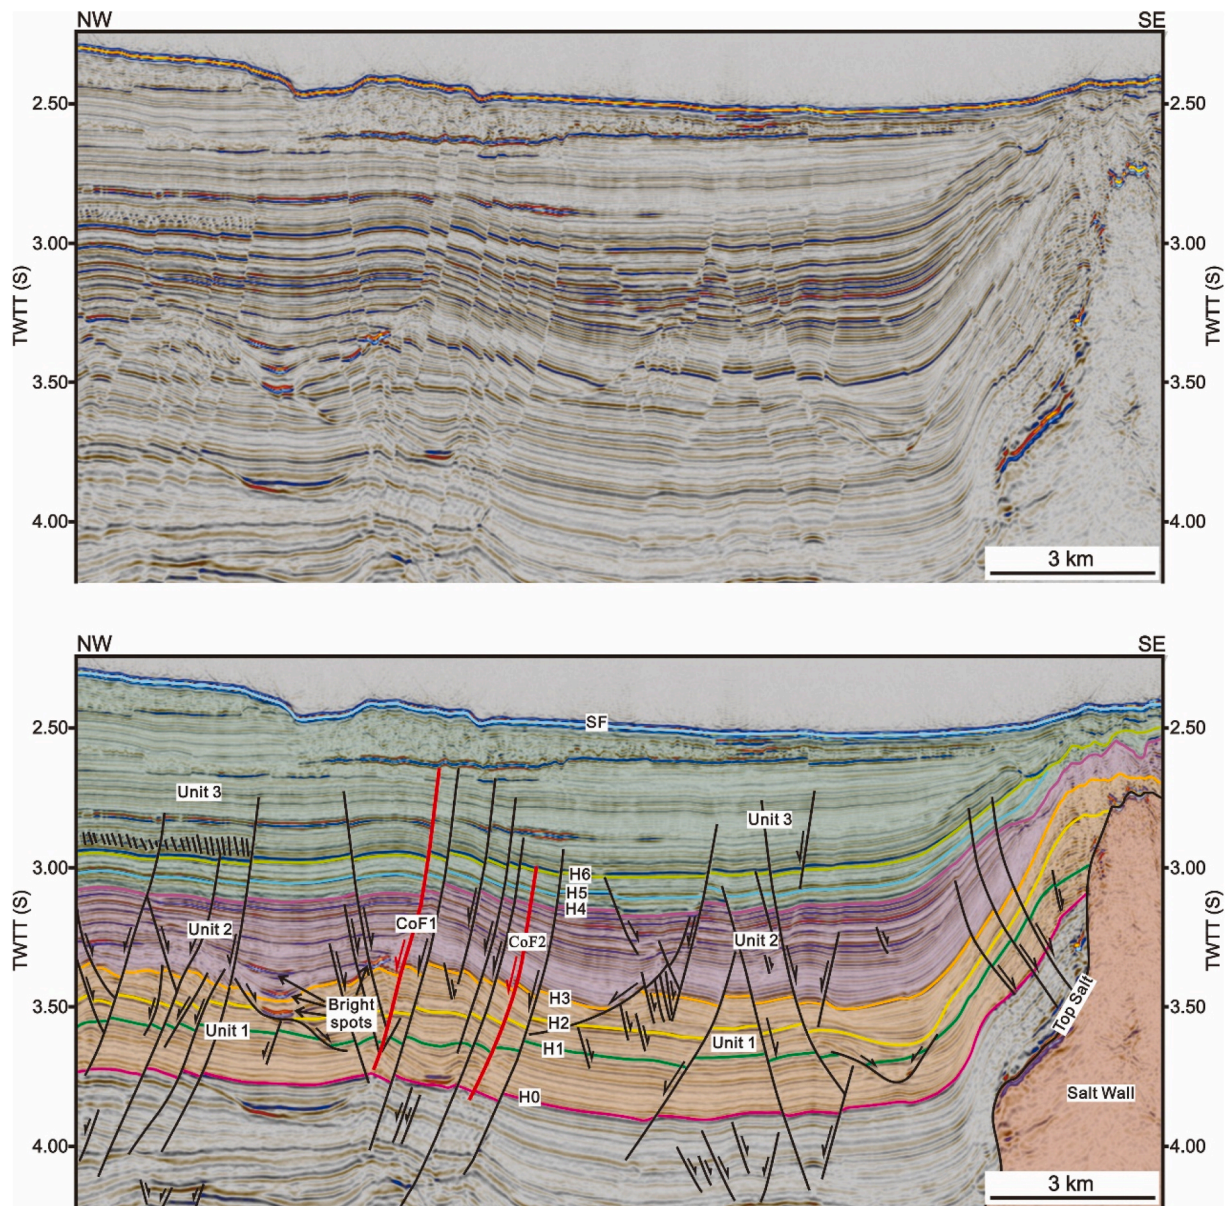 NW SE
2.50 2.50
3.00 3.00
TWTT (S) TWTT (S)
3.50 3.50
4.00 4.00
3 km
NW SE
2.50 2.50
SF
Unit 3
Unit 3
3.00 3.00
H6
H5
H4
TWTT (S) TWTT (S)
CoF1
Unit 2
CoF2
Unit 2
H3
Bright
spots
3.50 3.50
H2
Unit 1
Unit 1
H1
Top Salt
H0
Salt Wall
4.00 4.00
3 km